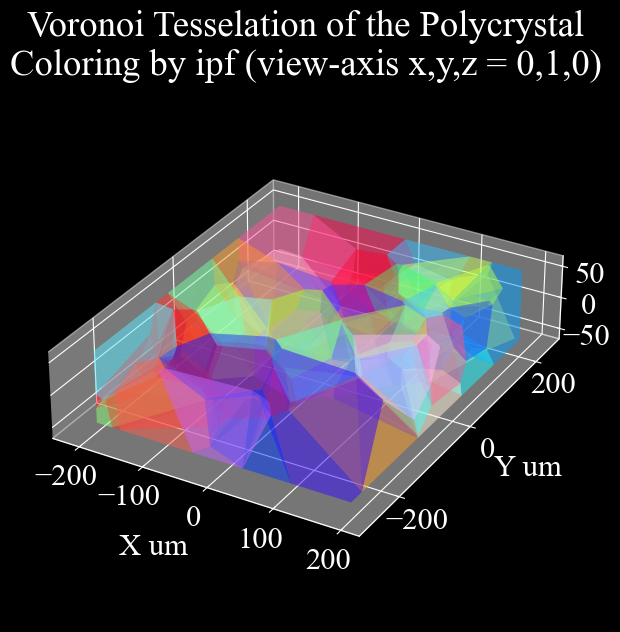 Voronoi Tesselation of the Polycrystal
Coloring by ipf (view-axis x,y,z = 0,1,0)
50
0
−50
200
0
Y um
−200
−200
−100
0
100
200
X um